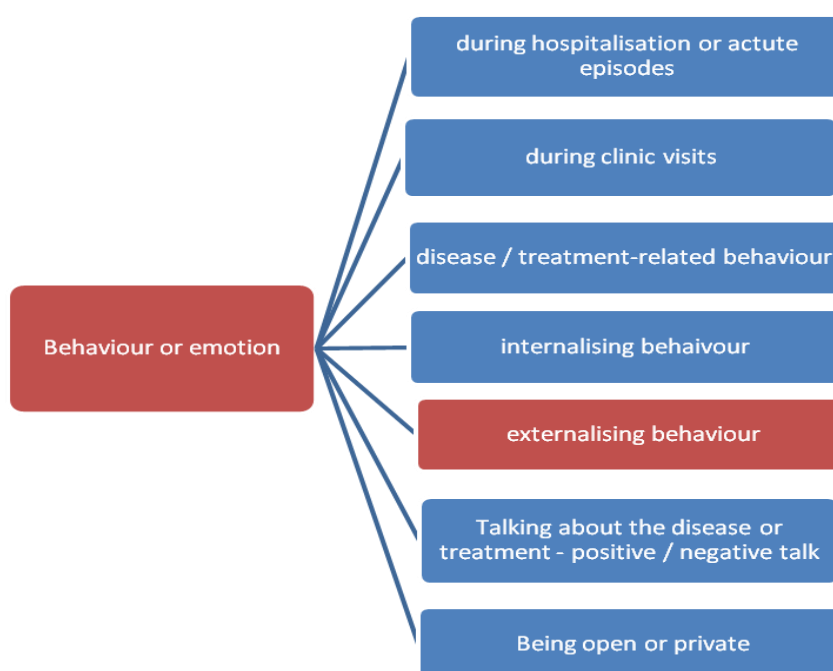 during hospitalisation or actute
episodes
during clinic visits
disease / treatment-related behaviour
Behaviour or emotion
internalising behaivour
externalising behaviour
Talking about the disease or
treatment - positive / negative talk
Being open or private